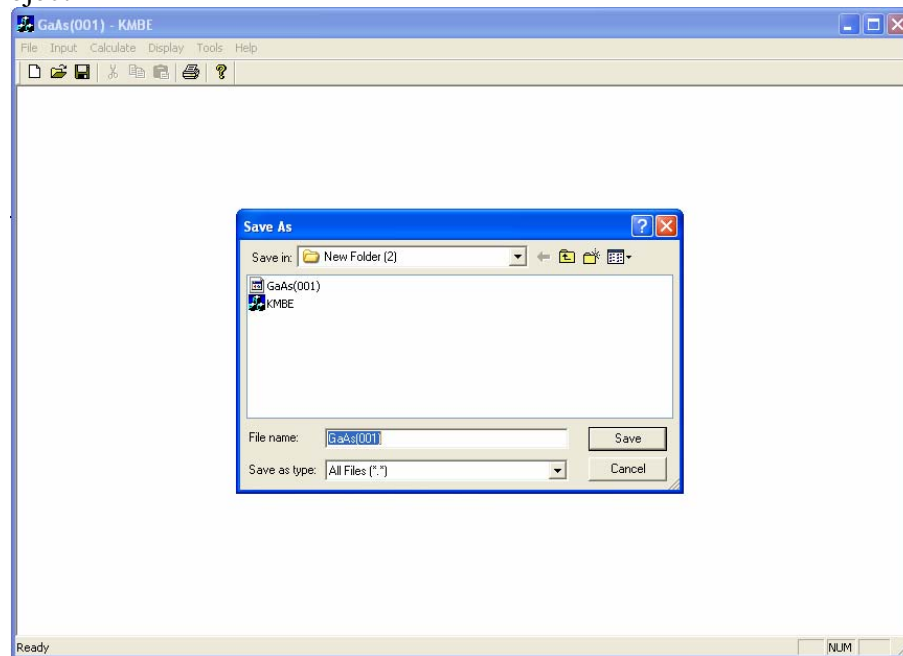 GaAs(001) - KMBE
File Input Calculate Display Tools Help
Save As
Save in: New Folder (2)
GaAs(001)
KMBE
File name: GaAs(001)
Save
Save as type: All Files (*.*)
Cancel
Ready
NUM